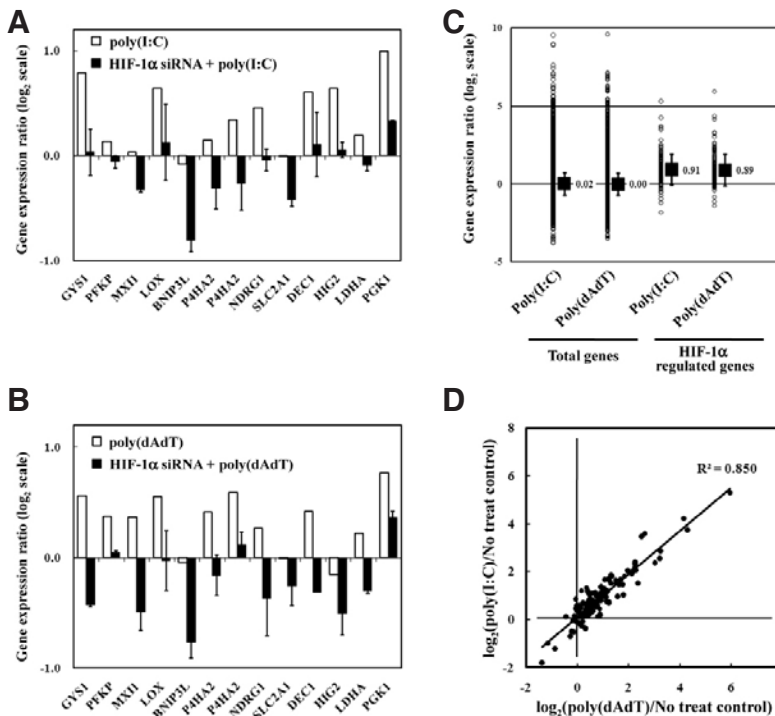 A
Gene expression ratio (log₂ scale)
1.0
0.0
-1.0
poly(I:C)
HIF-1α siRNA + poly(I:C)
GYS1
PFKP
MXI1
LOX
BNIP3L
P4HA2
P4HA2
NDRG1
SLC2A1
DEC1
HIG2
LDHA
PGK1
B
Gene expression ratio (log₂ scale)
1.0
0.0
-1.0
poly(dAdT)
HIF-1α siRNA + poly(dAdT)
GYS1
PFKP
MXI1
LOX
BNIP3L
P4HA2
P4HA2
NDRG1
SLC2A1
DEC1
HIG2
LDHA
PGK1
C
Gene expression ratio (log₂ scale)
10
5
0
-5
0.02
0.00
0.91
0.89
Poly(I:C)
Poly(dAdT)
Poly(I:C)
Poly(dAdT)
Total genes
HIF-1α
regulated genes
D
log₂(poly(I:C)/No treat control)
8
6
4
2
0
-2
R² = 0.850
-2
0
2
4
6
8
log₂(poly(dAdT)/No treat control)